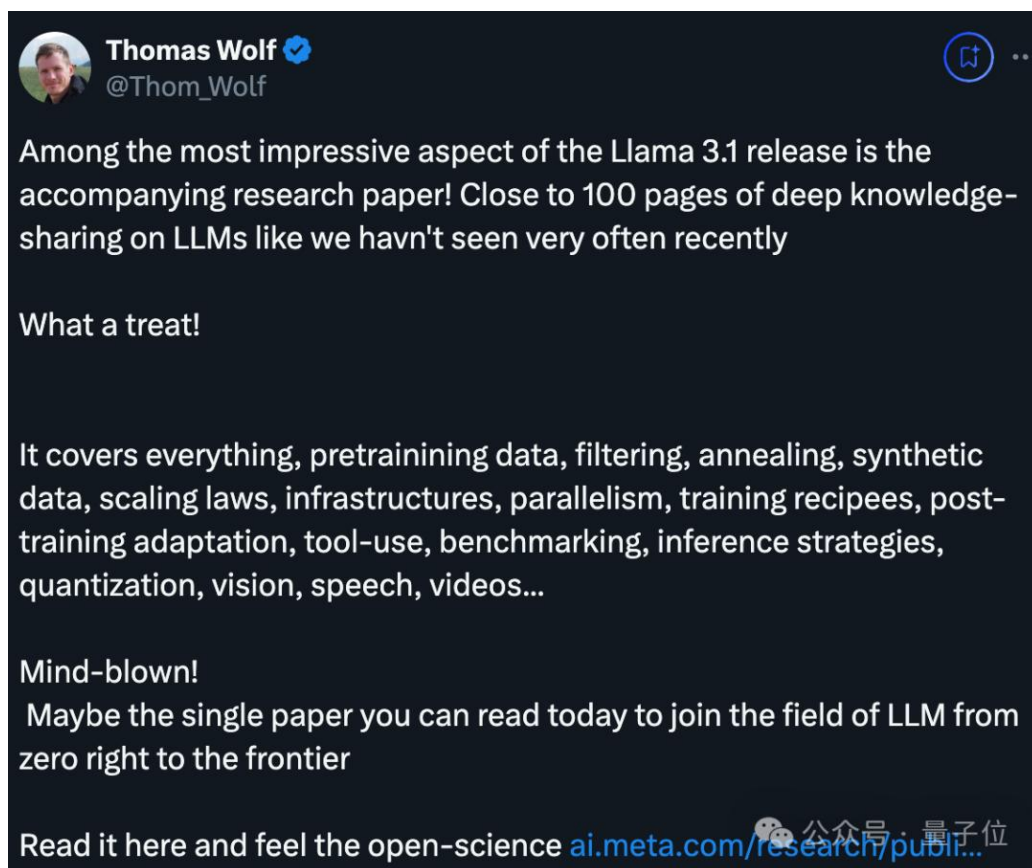 Thomas Wolf
@Thom_Wolf
Among the most impressive aspect of the Llama 3.1 release is the
accompanying research paper! Close to 100 pages of deep knowledge-
sharing on LLMs like we havn't seen very often recently
What a treat!
It covers everything, pretrainining data, filtering, annealing, synthetic
data, scaling laws, infrastructures, parallelism, training recipees, post-
training adaptation, tool-use, benchmarking, inference strategies,
quantization, vision, speech, videos...
Mind-blown!
Maybe the single paper you can read today to join the field of LLM from
zero right to the frontier
Read it here and feel the open-science ai.meta.com/research/publi...
公众号 · 量子位